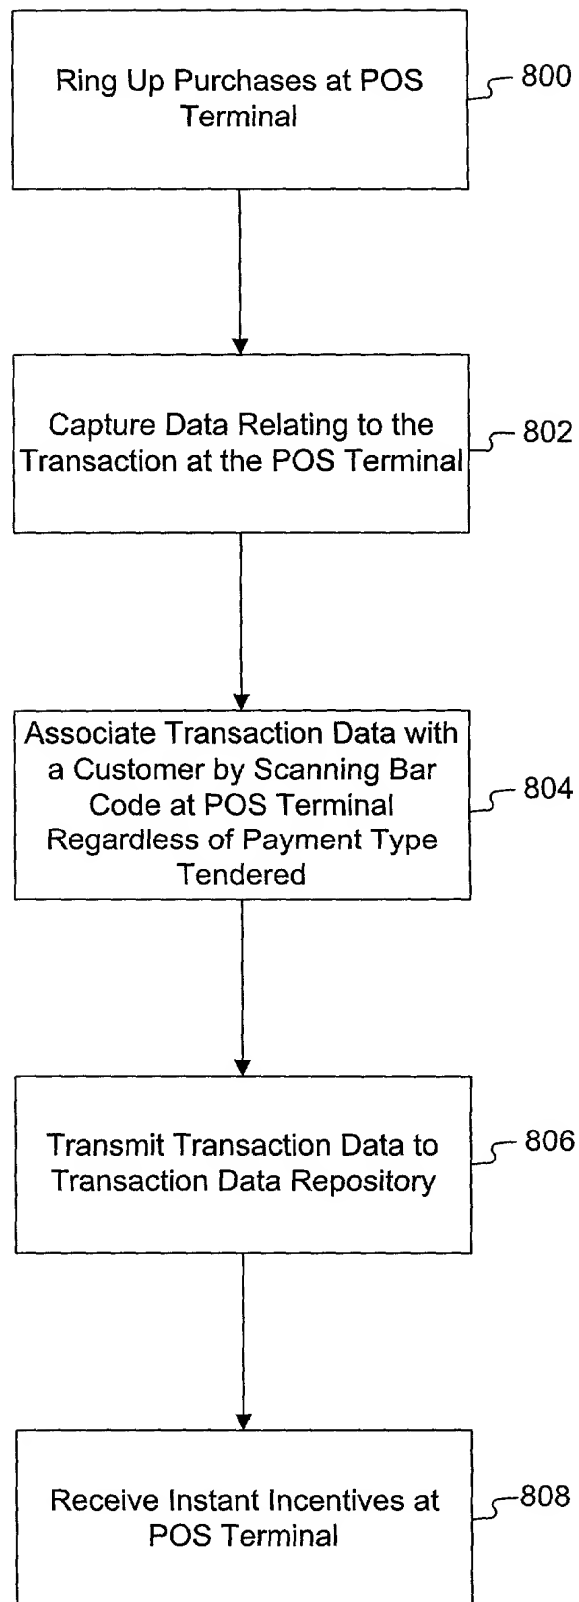 Ring Up Purchases at POS
Terminal
800
Capture Data Relating to the
Transaction at the POS Terminal
802
Associate Transaction Data with
a Customer by Scanning Bar
Code at POS Terminal
Regardless of Payment Type
Tendered
804
Transmit Transaction Data to
Transaction Data Repository
806
Receive Instant Incentives at
POS Terminal
808